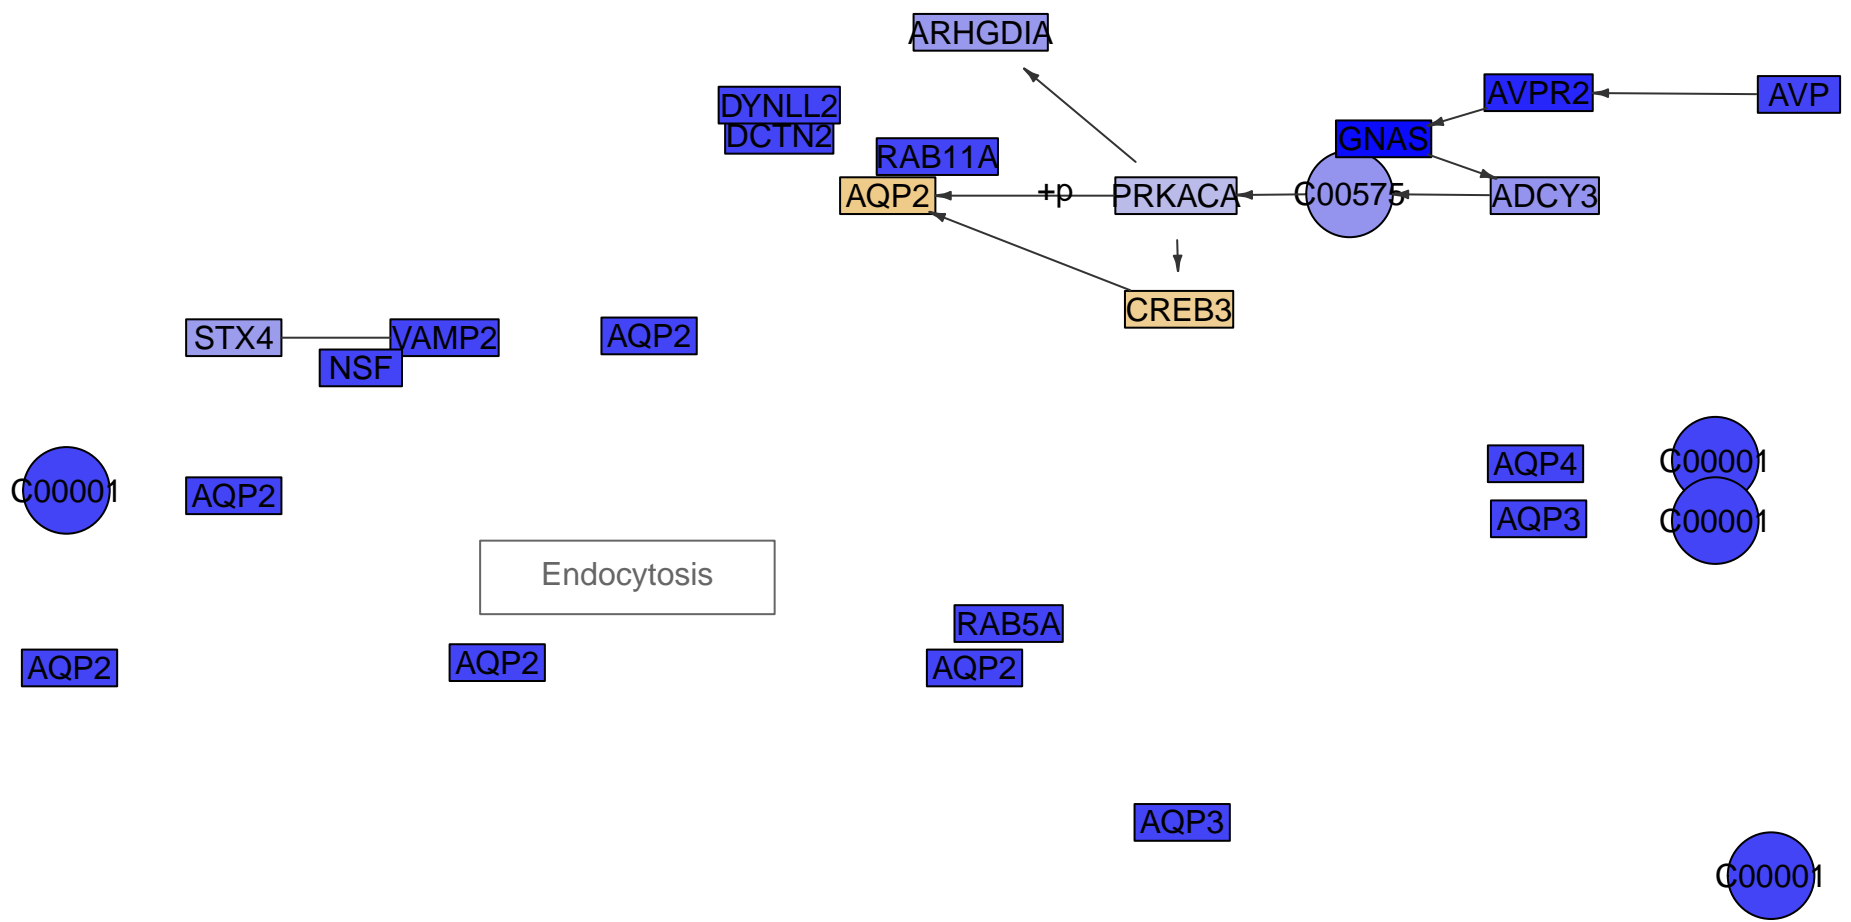 ARHGDIA
DYNLL2
AVPR2
AVP
DCTN2
GNAS
RAB11A
AQP2
+p
PRKACA
C00575
ADCY3
CREB3
STX4
VAMP2
AQP2
NSF
C00001
AQP2
AQP4
C00001
AQP3
C00001
Endocytosis
RAB5A
AQP2
AQP2
AQP2
AQP3
C00001